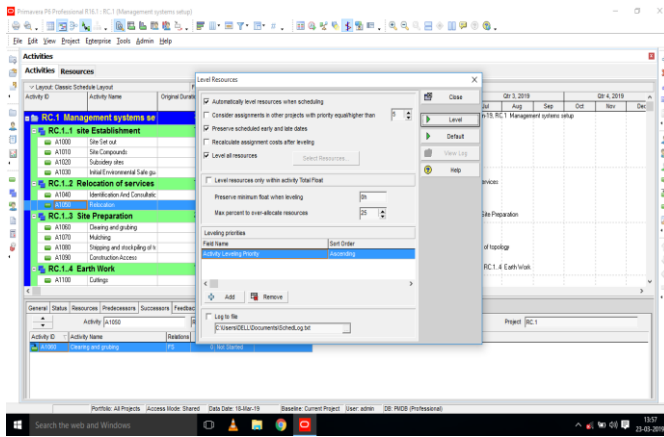 Primavera P6 Professional R16.1 : RC.1 (Management systems setup)
File Edit View Project Enterprise Tools Admin Help
Activities
Activities Resources
Layout: Classic Schedule Layout
Activity ID Activity Name Original Durati
Qtr 3, 2019 Qtr 4, 2019
Jul Aug Sep Oct Nov Dec
RC.1 Management systems se
n-19, RC.1 Management systems setup
RC.1..1 site Establishment
A1000 Site Set out
A1010 Site Compounds
A1020 Subsidery sites
A1030 Initial Environmental Safe gu
RC.1..2 Relocation of services
ervices
A1040 Identification And Consultatic
A1050 Relocation
RC.1..3 Site Preparation
Site Preparation
A1060 Clearing and grubing
A1070 Mulching
A1080 Stripping and stockpiling of t
of topology
A1090 Construction Access
RC.1..4 Earth Work
RC.1..4 Earth Work
A1100 Cuttings
Level Resources
Automatically level resources when scheduling
Consider assignments in other projects with priority equal/higher than 5
Preserve scheduled early and late dates
Recalculate assignment costs after leveling
Level all resources Select Resources...
Level resources only within activity Total Float
Preserve minimum float when leveling 0h
Max percent to over-allocate resources 25
Leveling priorities
Field Name Sort Order
Activity Leveling Priority Ascending
Add Remove
Log to file
C:\Users\DELL\Documents\SchedLog.txt ...
Close
Level
Default
View Log
Help
General Status Resources Predecessors Successors Feedbac
Activity A1050 Project RC.1
Activity ID Activity Name Relations
A1060 Clearing and grubing FS 0 Not Started
Portfolio: All Projects Access Mode: Shared Data Date: 18-Mar-19 Baseline: Current Project User: admin DB: PMDB (Professional)
Search the web and Windows
13:57
23-03-2019